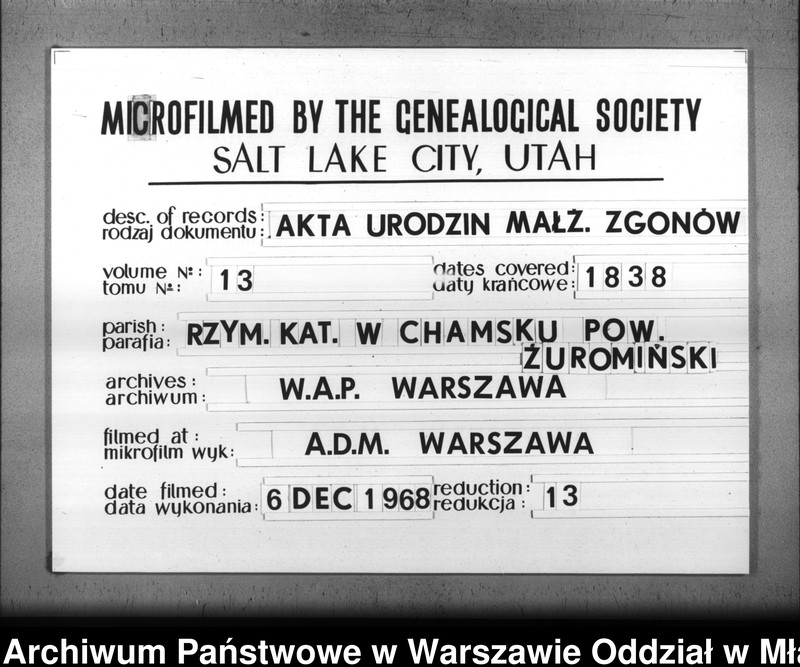 MICROFILMED BY THE GENEALOGICAL SOCIETY
SALT LAKE CITY, UTAH
desc. of records: AKTA URODZIN MAŁŻ. ZGONÓW
rodzaj dokumentu:
volume №: 13 dates covered: 1838
tomu №: daty krańcowe:
parish: RZYM. KAT. W CHAMSKU POW.
parafia: ŻUROMIŃSKI
archives: W.A.P. WARSZAWA
archiwum:
filmed at: A.D.M. WARSZAWA
mikrofilm wyk:
date filmed: 6 DEC 1968 reduction: 13
data wykonania: redukcja:
Archiwum Państwowe w Warszawie Oddział w Mł